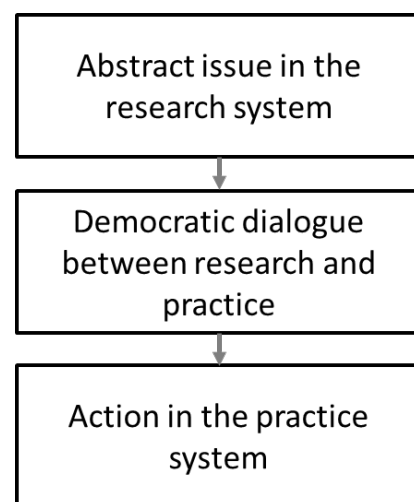 Abstract issue in the
research system
Democratic dialogue
between research and
practice
Action in the practice
system